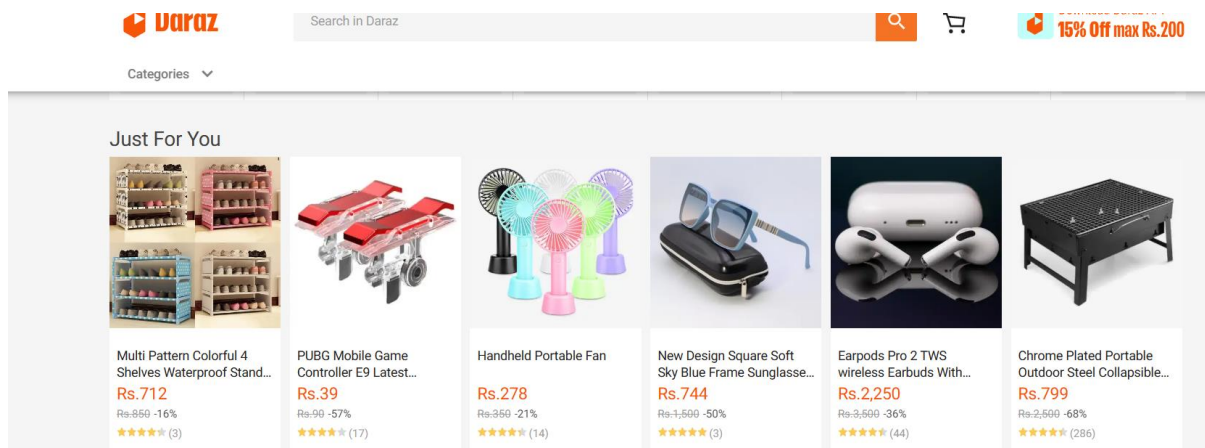 Daraz
Search in Daraz
15% Off max Rs.200
Categories
Just For You
Multi Pattern Colorful 4
Shelves Waterproof Stand...
Rs.712
Rs.850 -16%
(3)
PUBG Mobile Game
Controller E9 Latest...
Rs.39
Rs.90 -57%
(17)
Handheld Portable Fan
Rs.278
Rs.350 -21%
(14)
New Design Square Soft
Sky Blue Frame Sunglasse...
Rs.744
Rs.1,500 -50%
(3)
Earpods Pro 2 TWS
wireless Earbuds With...
Rs.2,250
Rs.3,500 -36%
(44)
Chrome Plated Portable
Outdoor Steel Collapsible...
Rs.799
Rs.2,500 -68%
(286)